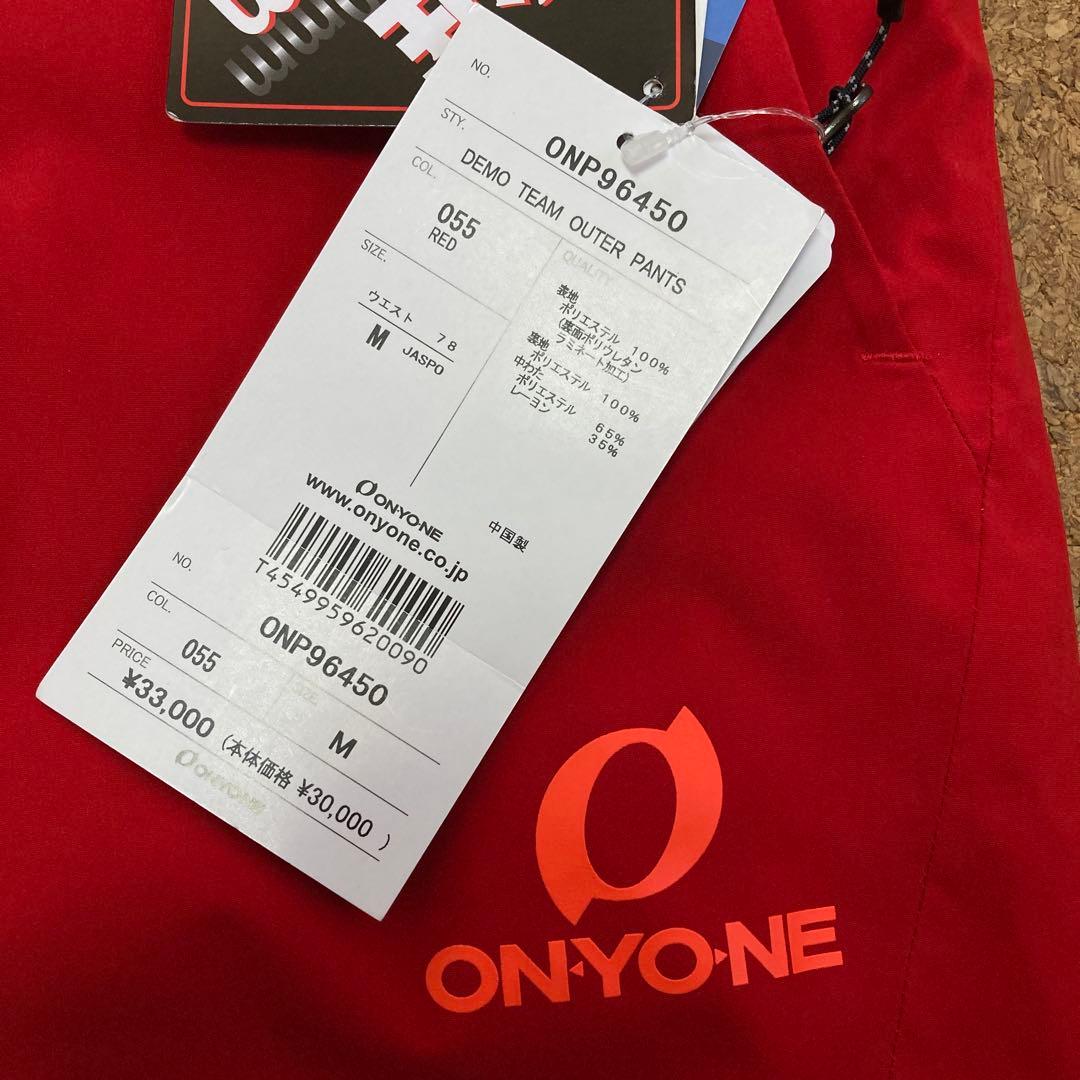 NO.
ONP96450
STY.
DEMO TEAM OUTER PANTS
COL.
055
RED
QUALITY
SIZE.
ウエスト 78
M JASPO
表地
ポリエステル 100%
(裏面ポリウレタン
ラミネート加工)
裏地
ポリエステル 100%
中わた
ポリエステル 65%
レーヨン 35%
ONYONE
www.onyone.co.jp
中国製
T4549959620090
NO.
ONP96450
COL.
055
SIZE
M
PRICE
¥33,000 (本体価格 ¥30,000)
ONYONE
ON·YO·NE